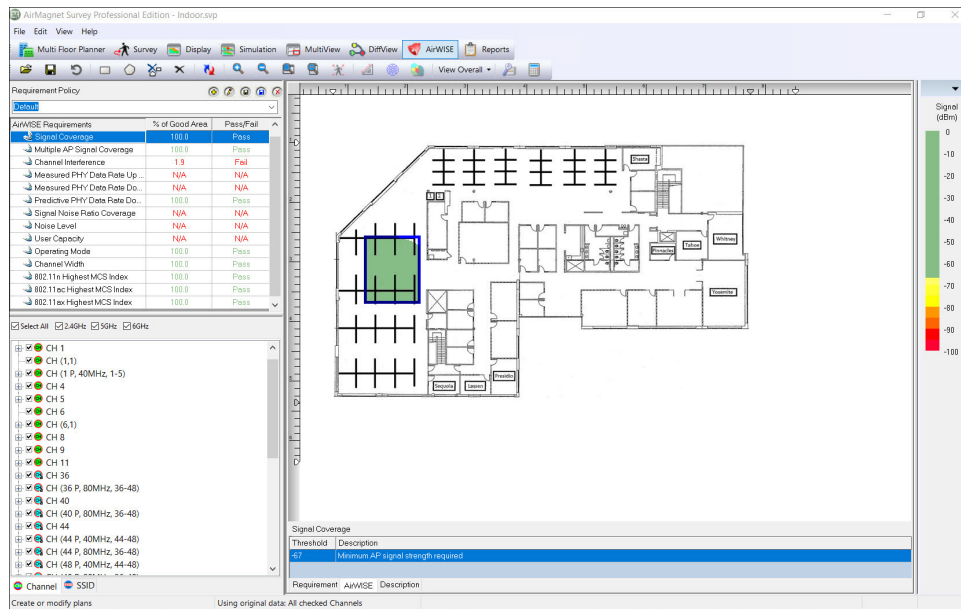 AirMagnet Survey Professional Edition - Indoor.svp
File Edit View Help
Multi Floor Planner Survey Display Simulation MultiView DiffView AirWISE Reports
View Overall
Requirement Policy
Default
AirWISE Requirements % of Good Area Pass/Fail
Signal Coverage 100.0 Pass
Multiple AP Signal Coverage 100.0 Pass
Channel Interference 1.9 Fail
Measured PHY Data Rate Up... N/A N/A
Measured PHY Data Rate Do... N/A N/A
Predictive PHY Data Rate Do... 100.0 Pass
Signal Noise Ratio Coverage N/A N/A
Noise Level N/A N/A
User Capacity N/A N/A
Operating Mode 100.0 Pass
Channel Width 100.0 Pass
802.11n Highest MCS Index 100.0 Pass
802.11ac Highest MCS Index 100.0 Pass
802.11ax Highest MCS Index 100.0 Pass
Select All 2.4GHz 5GHz 6GHz
CH 1
CH (1,1)
CH (1 P, 40MHz, 1-5)
CH 4
CH 5
CH 6
CH (6,1)
CH 8
CH 9
CH 11
CH 36
CH (36 P, 80MHz, 36-48)
CH 40
CH (40 P, 80MHz, 36-48)
CH 44
CH (44 P, 40MHz, 44-48)
CH (44 P, 80MHz, 36-48)
CH (48 P, 40MHz, 44-48)
Channel SSID
Shasta
1 2
Pinnacles Tahoe Whitney
Yosemite
Sequoia Lassen Presidio
Signal Coverage
Threshold Description
-67 Minimum AP signal strength required
Requirement AirWISE Description
Signal
(dBm)
0
-10
-20
-30
-40
-50
-60
-70
-80
-90
-100
Create or modify plans Using original data: All checked Channels